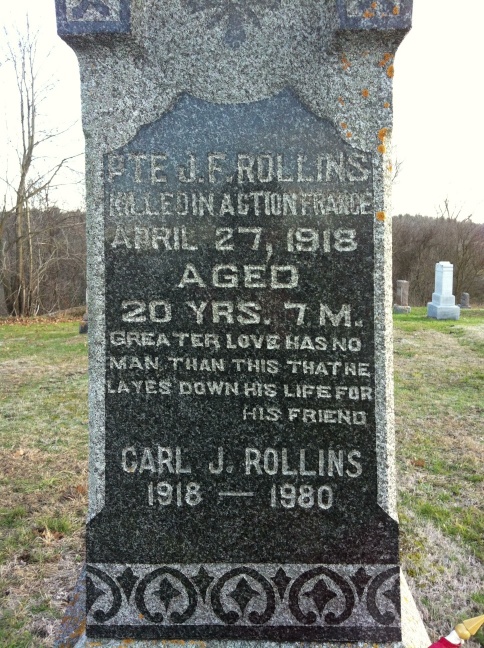 PTE J. F. ROLLINS
KILLED IN ACTION FRANCE
APRIL 27, 1918
AGED
20 YRS. 7 M.
GREATER LOVE HAS NO
MAN THAN THIS THAT HE
LAYES DOWN HIS LIFE FOR
HIS FRIEND
CARL J. ROLLINS
1918 — 1980